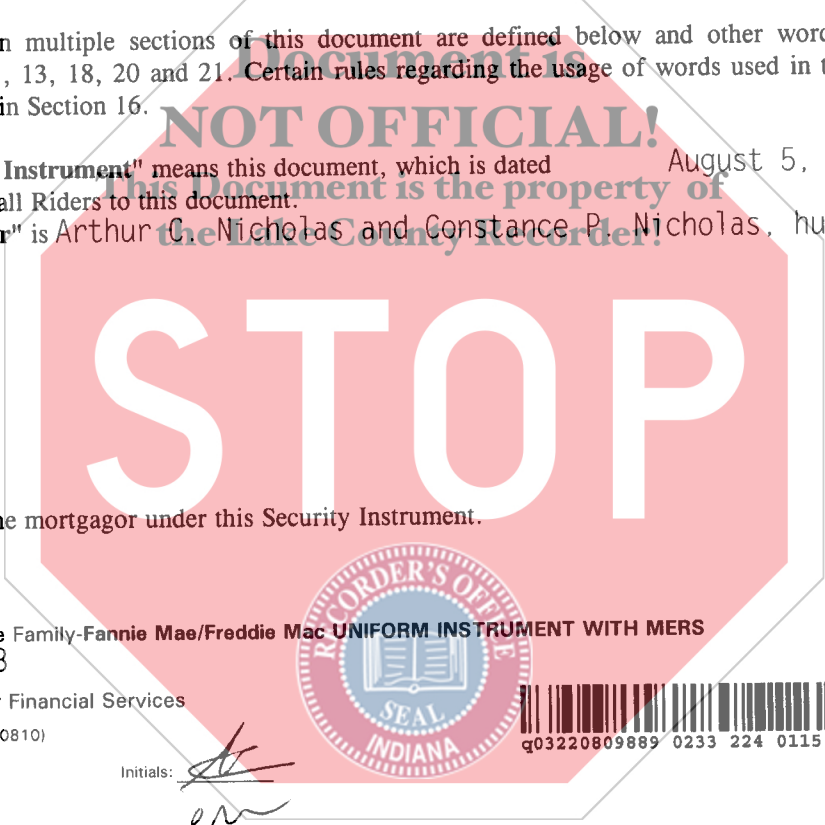 n multiple sections of this document are defined below and other word
, 13, 18, 20 and 21. Certain rules regarding the usage of words used in t
in Section 16.
Document is
NOT OFFICIAL!
This Document is the property of
the Lake County Recorder!
Instrument" means this document, which is dated August 5,
all Riders to this document.
r" is Arthur C. Nicholas and Constance P. Nicholas, hu
STOP
he mortgagor under this Security Instrument.
RECORDER'S OFFICE
SEAL
INDIANA
e Family-Fannie Mae/Freddie Mac UNIFORM INSTRUMENT WITH MERS
3
r Financial Services
0810)
q03220809889 0233 224 0115
Initials: